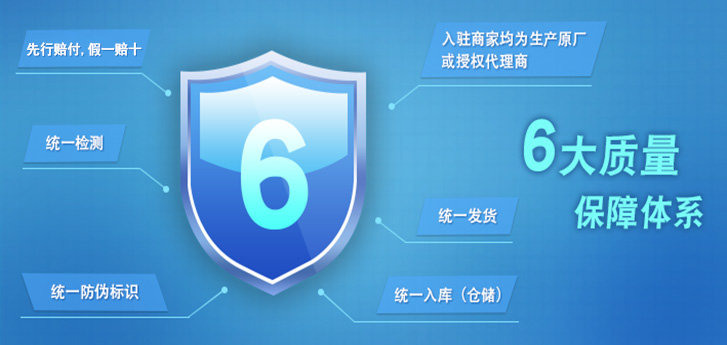 先行赔付,假一赔十
统一检测
统一防伪标识
6
入驻商家均为生产原厂
或授权代理商
统一发货
统一入库（仓储）
6大质量
保障体系